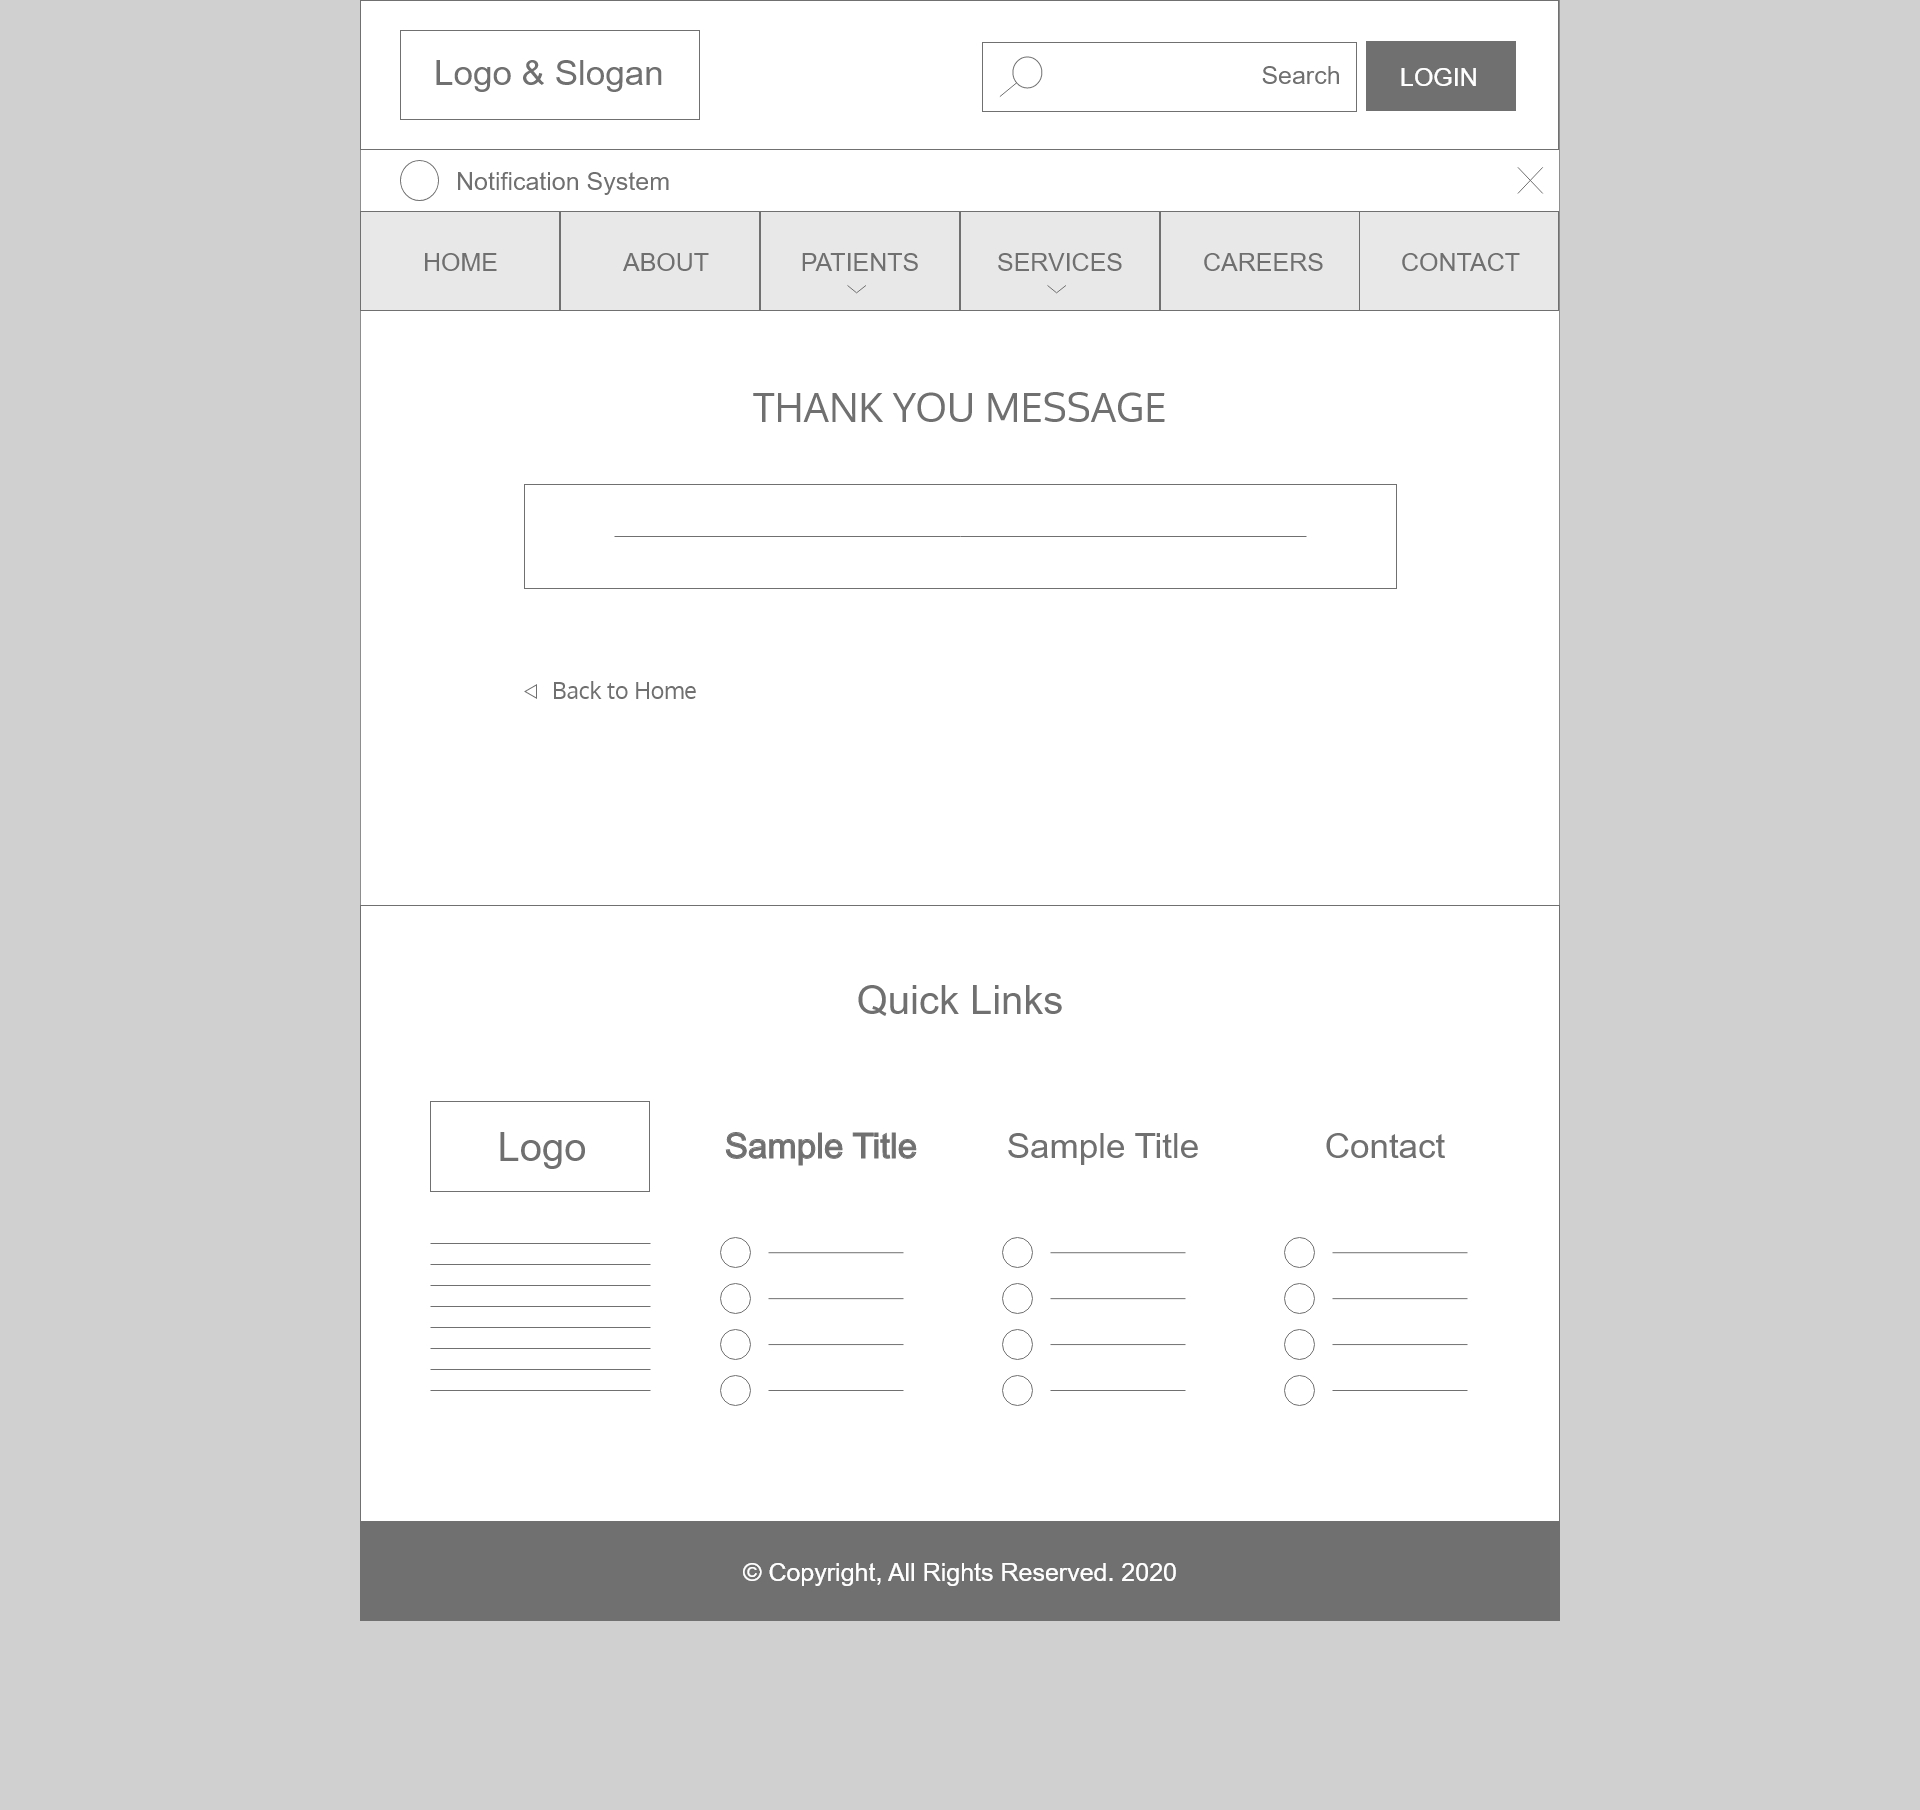 Logo & Slogan
Search
LOGIN
Notification System
HOME
ABOUT
PATIENTS
SERVICES
CAREERS
CONTACT
THANK YOU MESSAGE
Back to Home
Quick Links
Logo
Sample Title
Sample Title
Contact
© Copyright, All Rights Reserved. 2020